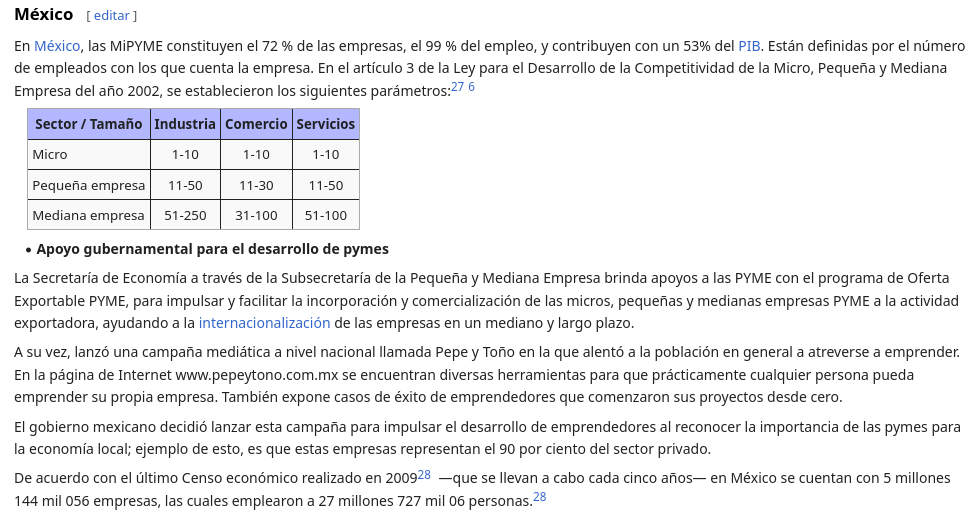 México [ editar ]
En México, las MiPYME constituyen el 72 % de las empresas, el 99 % del empleo, y contribuyen con un 53% del PIB. Están definidas por el número
de empleados con los que cuenta la empresa. En el artículo 3 de la Ley para el Desarrollo de la Competitividad de la Micro, Pequeña y Mediana
Empresa del año 2002, se establecieron los siguientes parámetros:27 6
Sector / Tamaño Industria Comercio Servicios
Micro 1-10 1-10 1-10
Pequeña empresa 11-50 11-30 11-50
Mediana empresa 51-250 31-100 51-100
• Apoyo gubernamental para el desarrollo de pymes
La Secretaría de Economía a través de la Subsecretaría de la Pequeña y Mediana Empresa brinda apoyos a las PYME con el programa de Oferta
Exportable PYME, para impulsar y facilitar la incorporación y comercialización de las micros, pequeñas y medianas empresas PYME a la actividad
exportadora, ayudando a la internacionalización de las empresas en un mediano y largo plazo.
A su vez, lanzó una campaña mediática a nivel nacional llamada Pepe y Toño en la que alentó a la población en general a atreverse a emprender.
En la página de Internet www.pepeytono.com.mx se encuentran diversas herramientas para que prácticamente cualquier persona pueda
emprender su propia empresa. También expone casos de éxito de emprendedores que comenzaron sus proyectos desde cero.
El gobierno mexicano decidió lanzar esta campaña para impulsar el desarrollo de emprendedores al reconocer la importancia de las pymes para
la economía local; ejemplo de esto, es que estas empresas representan el 90 por ciento del sector privado.
De acuerdo con el último Censo económico realizado en 200928 —que se llevan a cabo cada cinco años— en México se cuentan con 5 millones
144 mil 056 empresas, las cuales emplearon a 27 millones 727 mil 06 personas.28